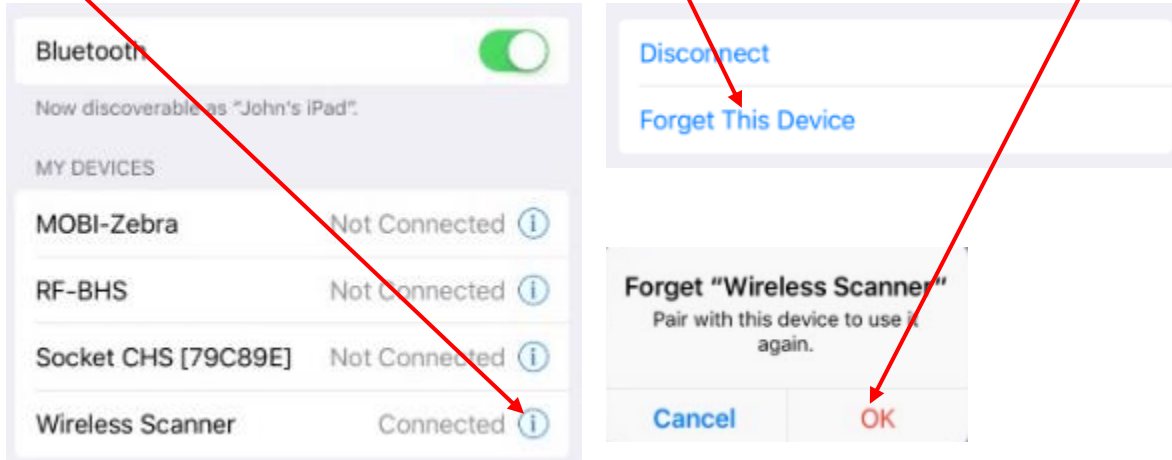 Bluetooth
Now discoverable as "John's iPad".
MY DEVICES
MOBI-Zebra Not Connected
RF-BHS Not Connected
Socket CHS [79C89E] Not Connected
Wireless Scanner Connected
Disconnect
Forget This Device
Forget "Wireless Scanner"
Pair with this device to use it
again.
Cancel OK